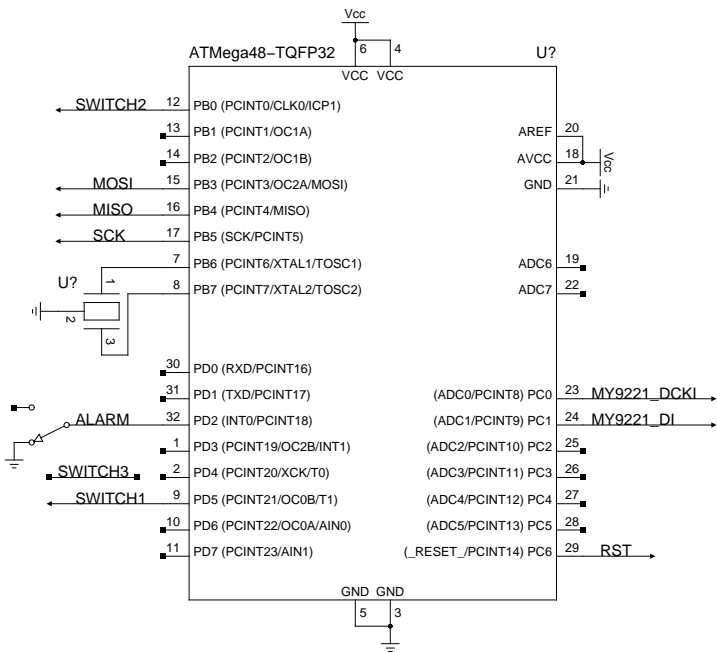 Vcc
6 4
ATMega48−TQFP32 U?
VCC VCC
SWITCH2 12 PB0 (PCINT0/CLK0/ICP1)
13 PB1 (PCINT1/OC1A) AREF 20
14 PB2 (PCINT2/OC1B) AVCC 18 Vcc
MOSI 15 PB3 (PCINT3/OC2A/MOSI) GND 21
MISO 16 PB4 (PCINT4/MISO)
SCK 17 PB5 (SCK/PCINT5)
7 PB6 (PCINT6/XTAL1/TOSC1) ADC6 19
U? 1
8 PB7 (PCINT7/XTAL2/TOSC2) ADC7 22
2
3
30 PD0 (RXD/PCINT16)
31 PD1 (TXD/PCINT17) (ADC0/PCINT8) PC0 23 MY9221_DCKI
ALARM 32 PD2 (INT0/PCINT18) (ADC1/PCINT9) PC1 24 MY9221_DI
1 PD3 (PCINT19/OC2B/INT1) (ADC2/PCINT10) PC2 25
SWITCH3 2 PD4 (PCINT20/XCK/T0) (ADC3/PCINT11) PC3 26
SWITCH1 9 PD5 (PCINT21/OC0B/T1) (ADC4/PCINT12) PC4 27
10 PD6 (PCINT22/OC0A/AIN0) (ADC5/PCINT13) PC5 28
11 PD7 (PCINT23/AIN1) (_RESET_/PCINT14) PC6 29 RST
GND GND
5 3